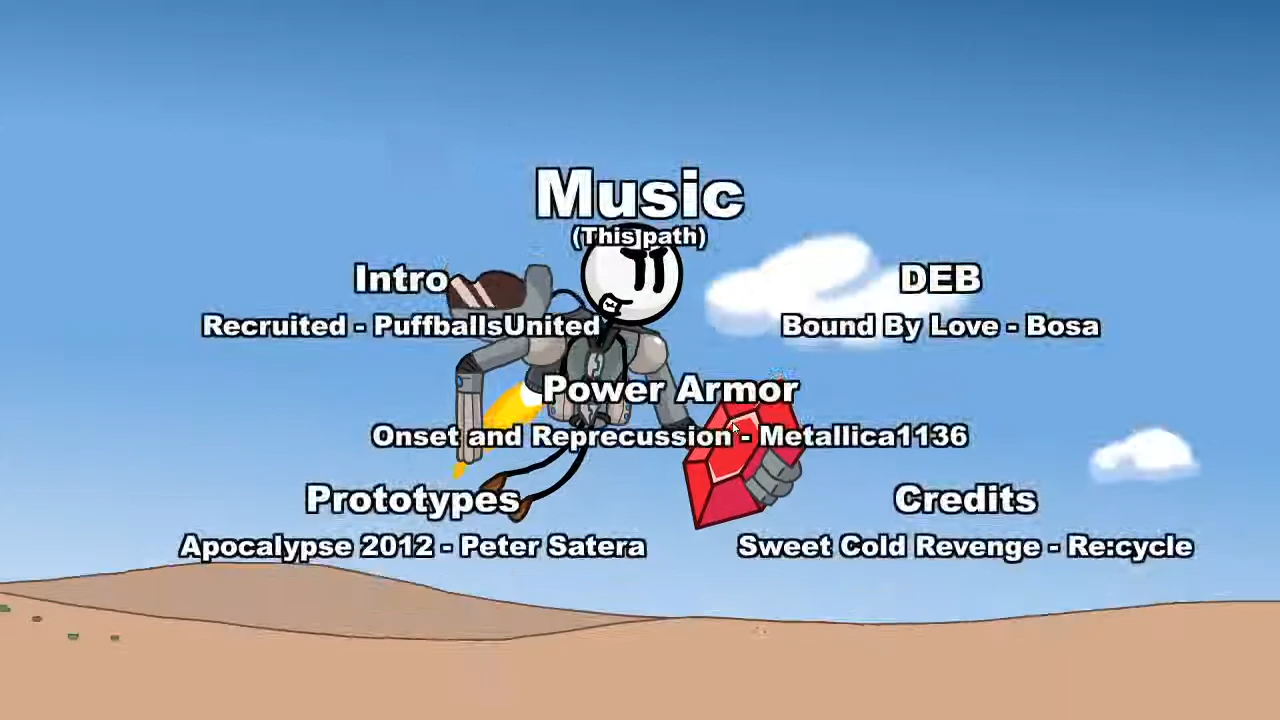 Music
(This path)
Intro
Recruited - PuffballsUnited
DEB
Bound By Love - Bosa
Power Armor
Onset and Reprecussion - Metallica1136
Prototypes
Apocalypse 2012 - Peter Satera
Credits
Sweet Cold Revenge - Re:cycle